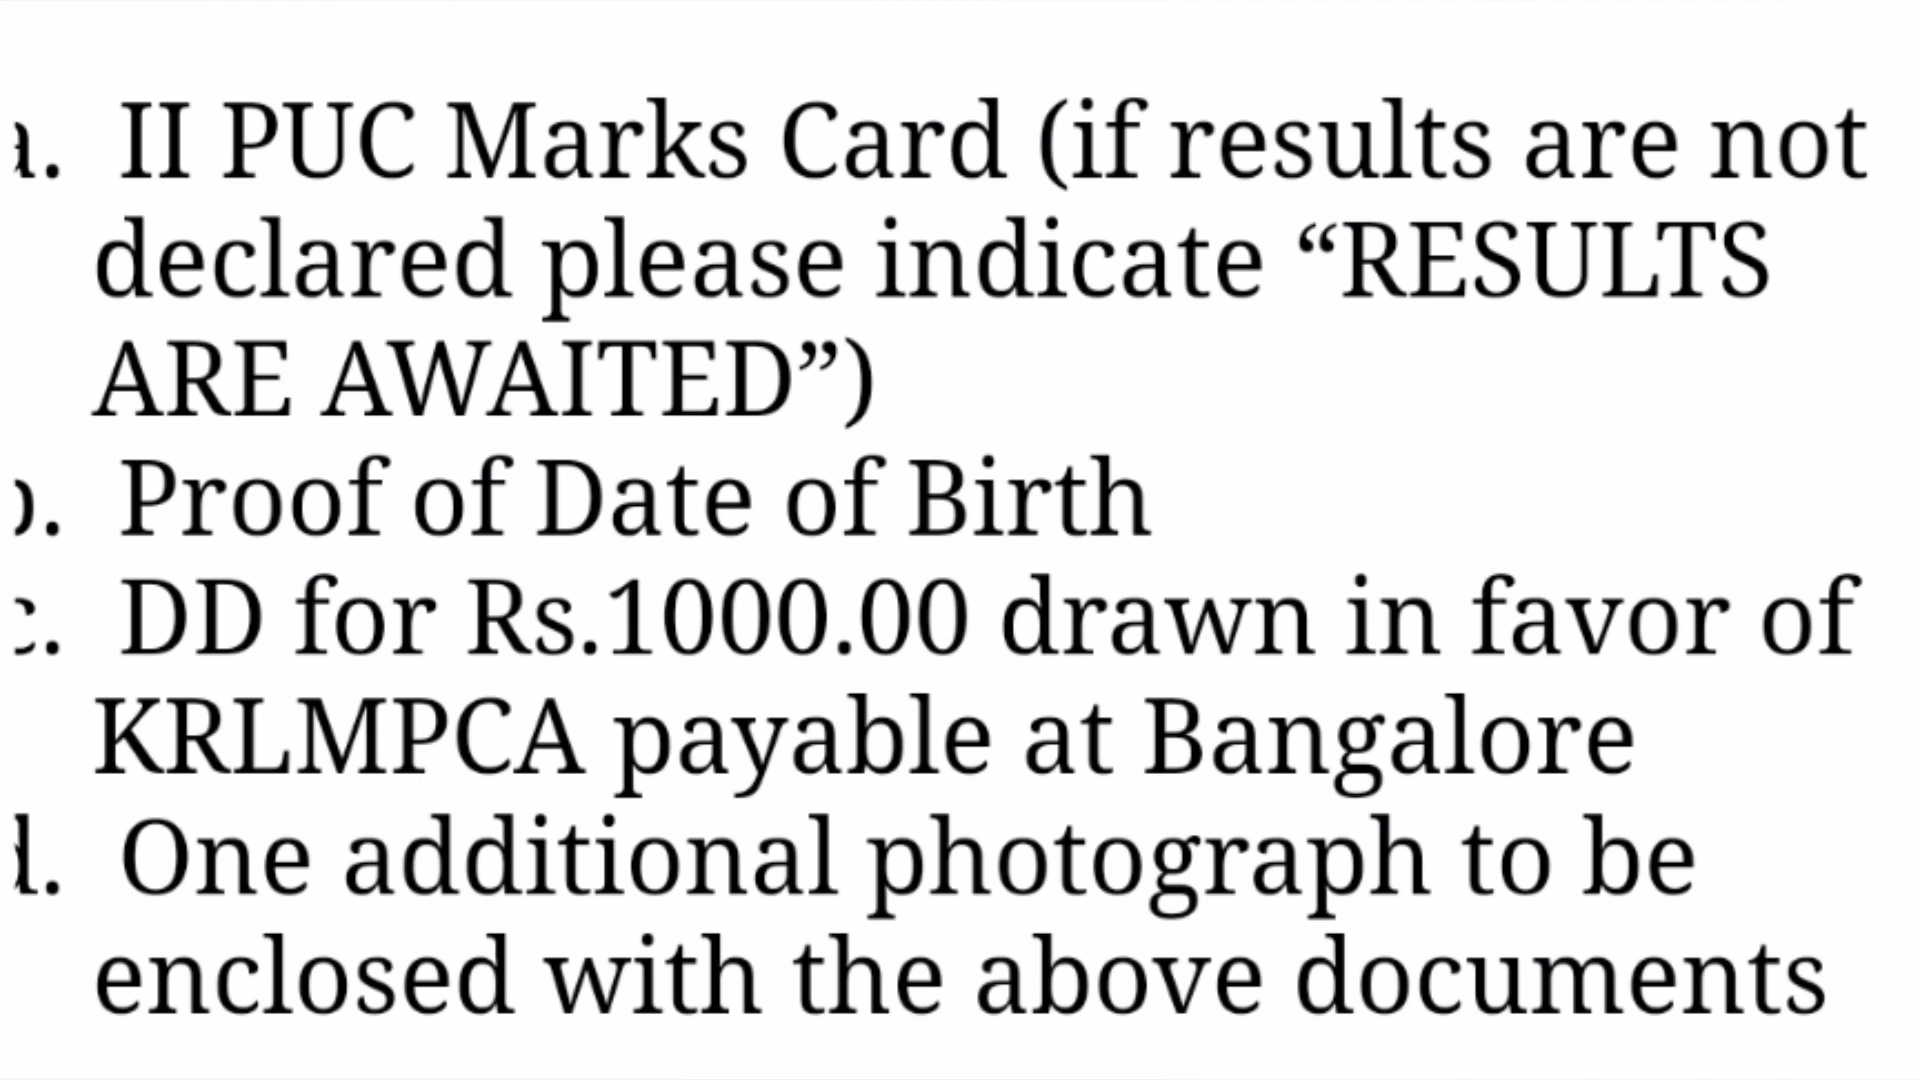 a. II PUC Marks Card (if results are not
declared please indicate “RESULTS
ARE AWAITED”)
b. Proof of Date of Birth
c. DD for Rs.1000.00 drawn in favor of
KRLMPCA payable at Bangalore
d. One additional photograph to be
enclosed with the above documents